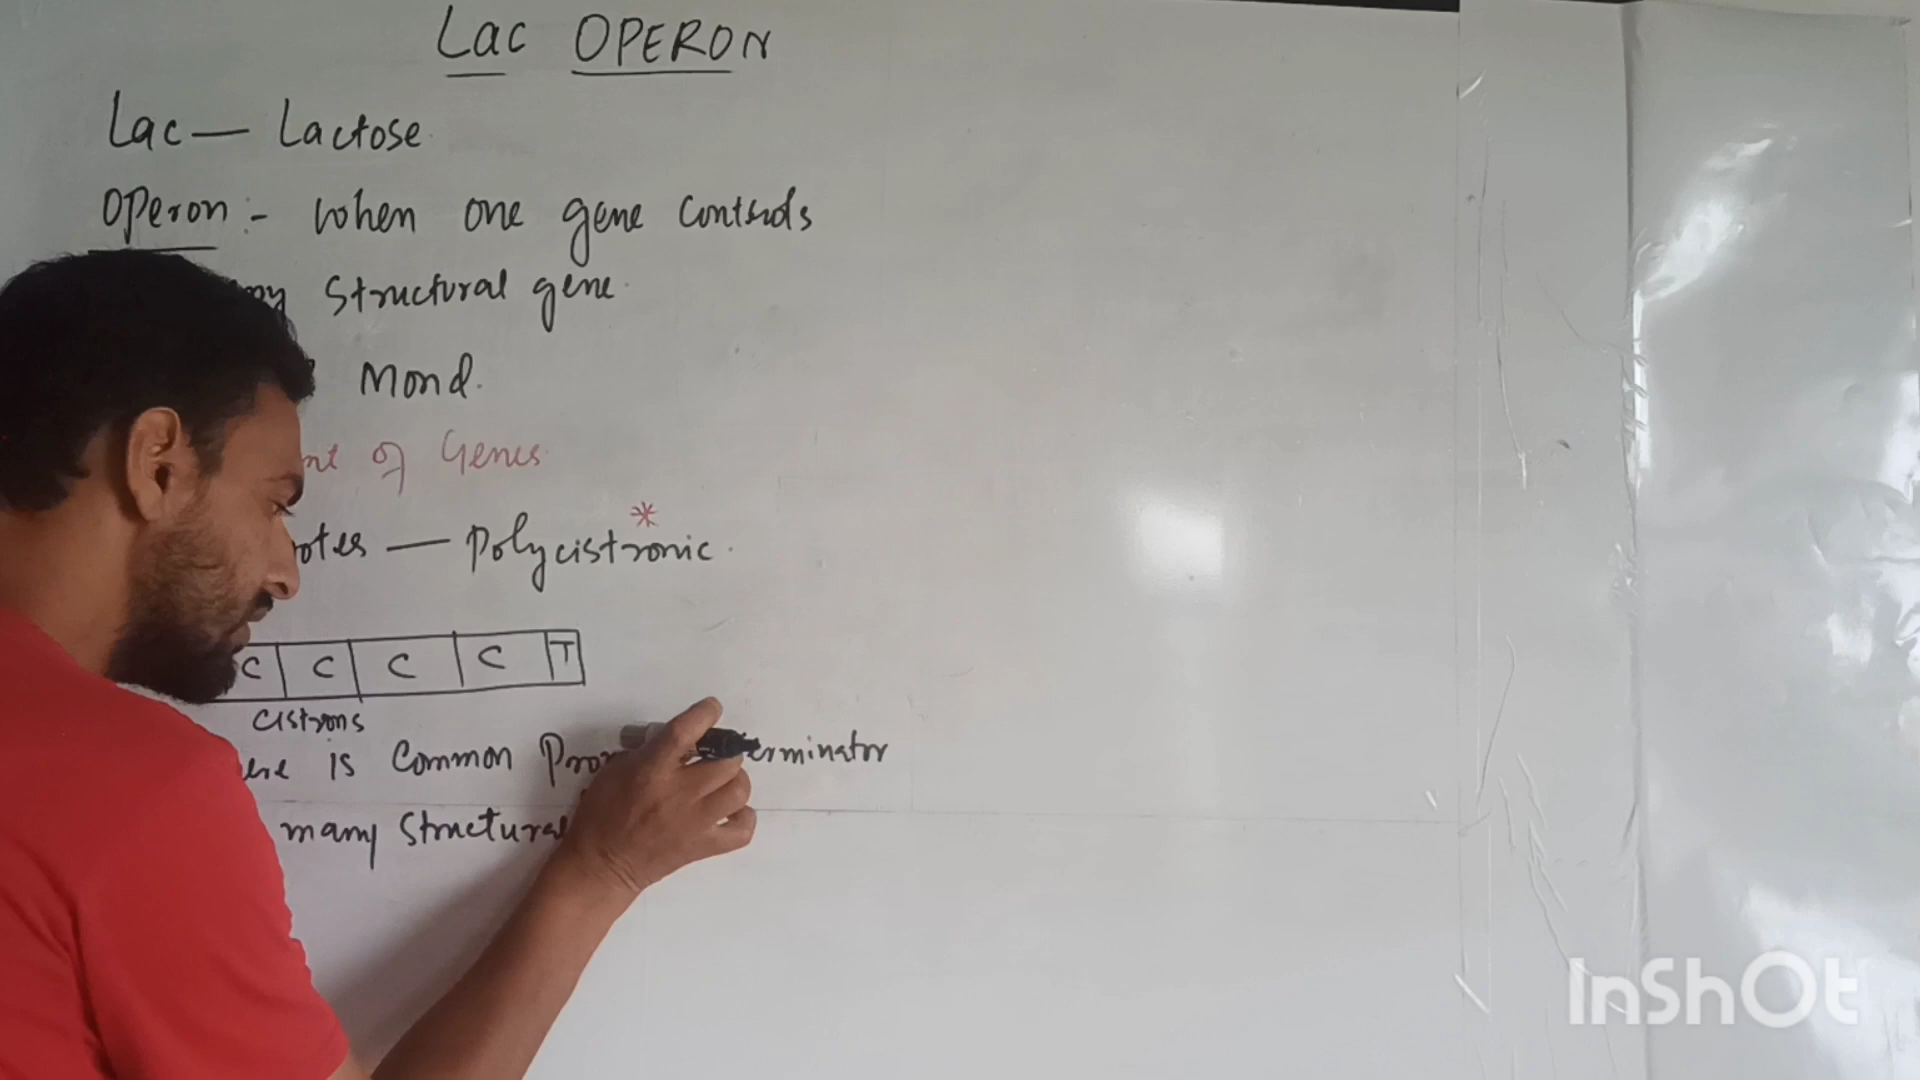 Lac OPERON
Lac — Lactose
Operon :- When one gene controls
structural gene
Mond.
of Genes
— Polycistronic *
C C C C T
Cistrons
is Common
many
InShOt